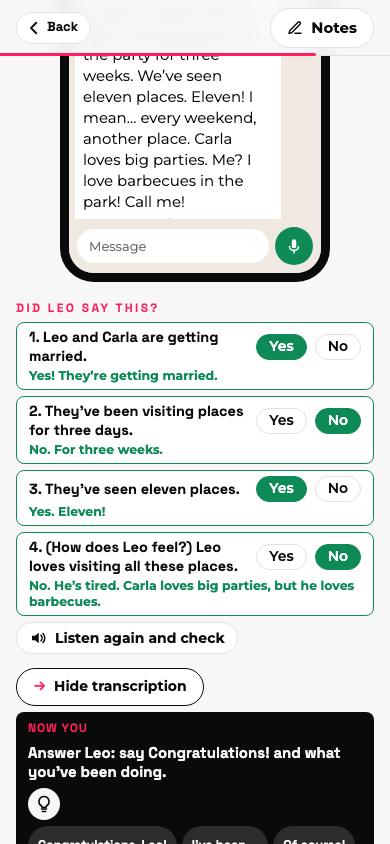 Back
Notes
the party for three
weeks. We've seen
eleven places. Eleven! I
mean... every weekend,
another place. Carla
loves big parties. Me? I
love barbecues in the
park! Call me!
Message
DID LEO SAY THIS?
1. Leo and Carla are getting
married.
Yes No
Yes! They're getting married.
2. They've been visiting places
for three days.
Yes No
No. For three weeks.
3. They've seen eleven places.
Yes No
Yes. Eleven!
4. (How does Leo feel?) Leo
loves visiting all these places.
Yes No
No. He's tired. Carla loves big parties, but he loves
barbecues.
Listen again and check
→ Hide transcription
NOW YOU
Answer Leo: say Congratulations! and what
you've been doing.
Congratulations, Leo! I've been... Of course!